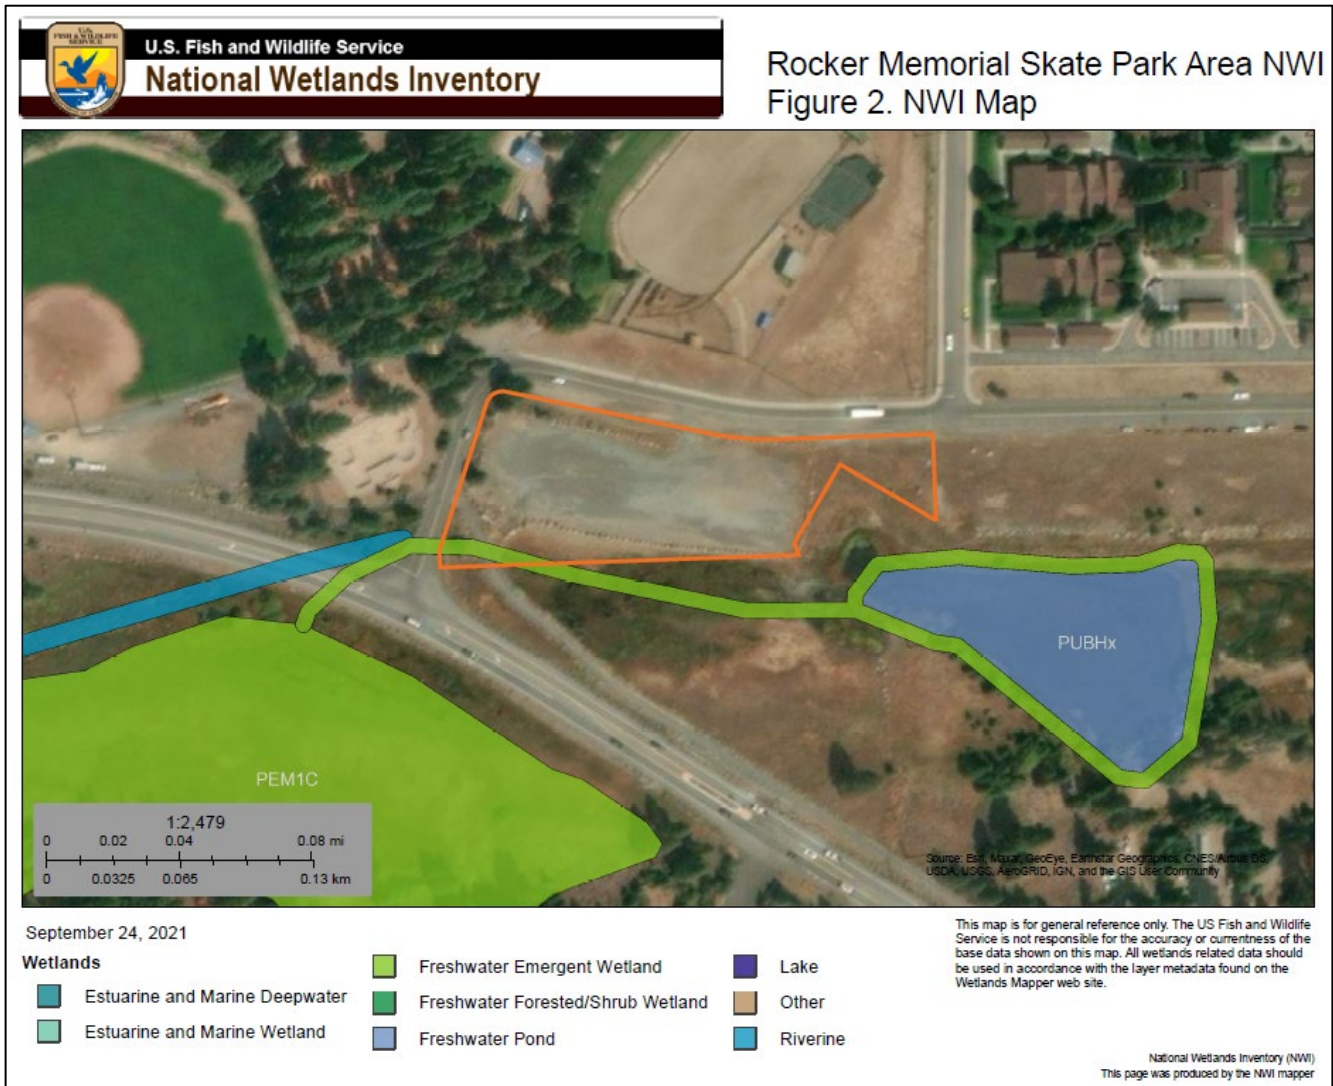 U.S.
FISH & WILDLIFE
SERVICE
U.S. Fish and Wildlife Service
National Wetlands Inventory
Rocker Memorial Skate Park Area NWI
Figure 2. NWI Map
PUBHx
PEM1C
1:2,479
0 0.02 0.04 0.08 mi
0 0.0325 0.065 0.13 km
Source: Esri, Maxar, GeoEye, Earthstar Geographics, CNES/Airbus DS,
USDA, USGS, AeroGRID, IGN, and the GIS User Community
September 24, 2021
Wetlands
Estuarine and Marine Deepwater
Estuarine and Marine Wetland
Freshwater Emergent Wetland
Freshwater Forested/Shrub Wetland
Freshwater Pond
Lake
Other
Riverine
This map is for general reference only. The US Fish and Wildlife
Service is not responsible for the accuracy or currentness of the
base data shown on this map. All wetlands related data should
be used in accordance with the layer metadata found on the
Wetlands Mapper web site.
National Wetlands Inventory (NWI)
This page was produced by the NWI mapper